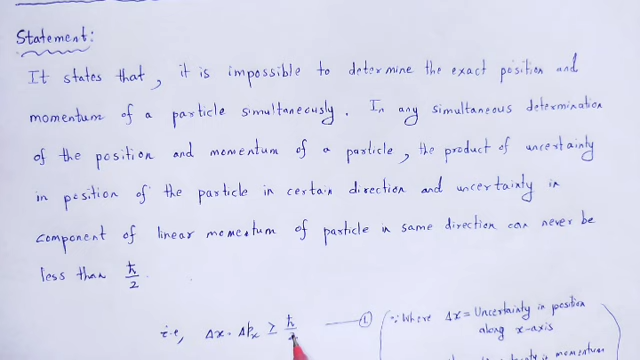 Statement:
It states that, it is impossible to determine the exact position and
momentum of a particle simultaneously. In any simultaneous determination
of the position and momentum of a particle, the product of uncertainty
in position of the particle in certain direction and uncertainty in
component of linear momentum of particle in same direction can never be
less than ħ/2
i.e, Δx · Δpₓ ≥ ħ ——①
∵ Where Δx = Uncertainty in position
along x-axis
uncertainty in momentum